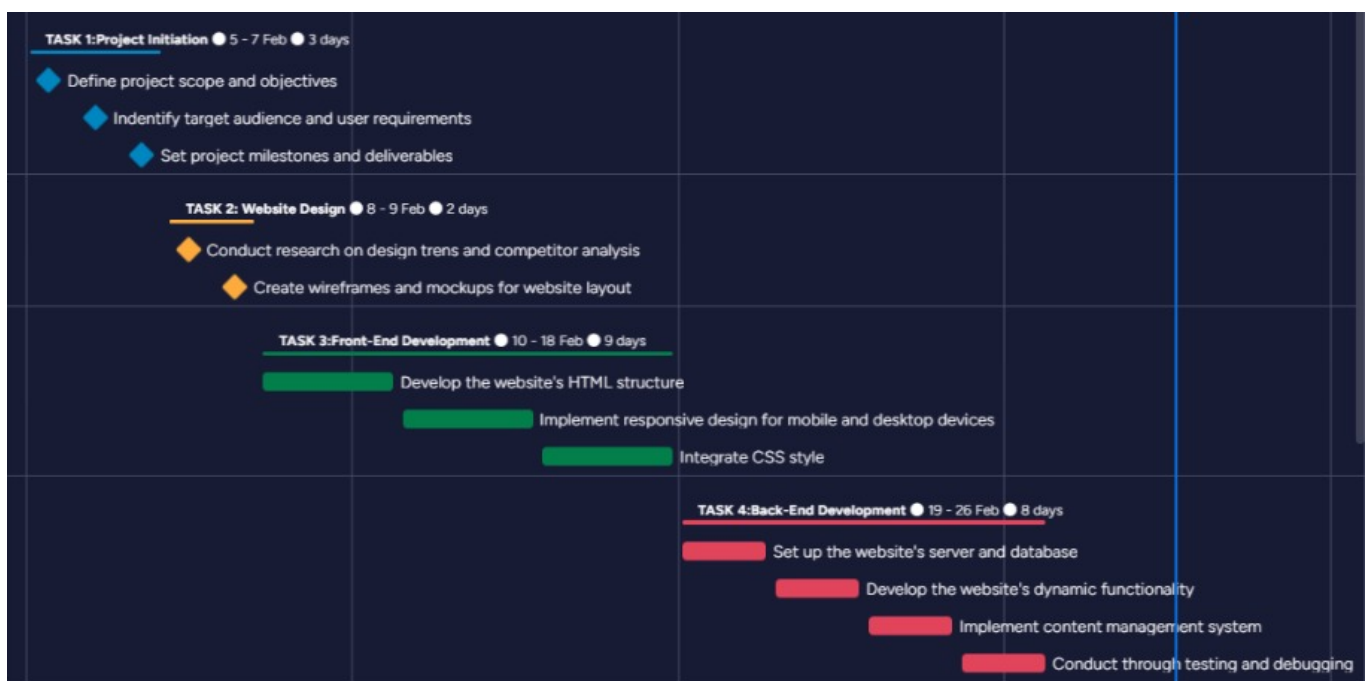 TASK 1:Project Initiation ● 5 - 7 Feb ● 3 days
Define project scope and objectives
Indentify target audience and user requirements
Set project milestones and deliverables
TASK 2: Website Design ● 8 - 9 Feb ● 2 days
Conduct research on design trens and competitor analysis
Create wireframes and mockups for website layout
TASK 3:Front-End Development ● 10 - 18 Feb ● 9 days
Develop the website's HTML structure
Implement responsive design for mobile and desktop devices
Integrate CSS style
TASK 4:Back-End Development ● 19 - 26 Feb ● 8 days
Set up the website's server and database
Develop the website's dynamic functionality
Implement content management system
Conduct through testing and debugging